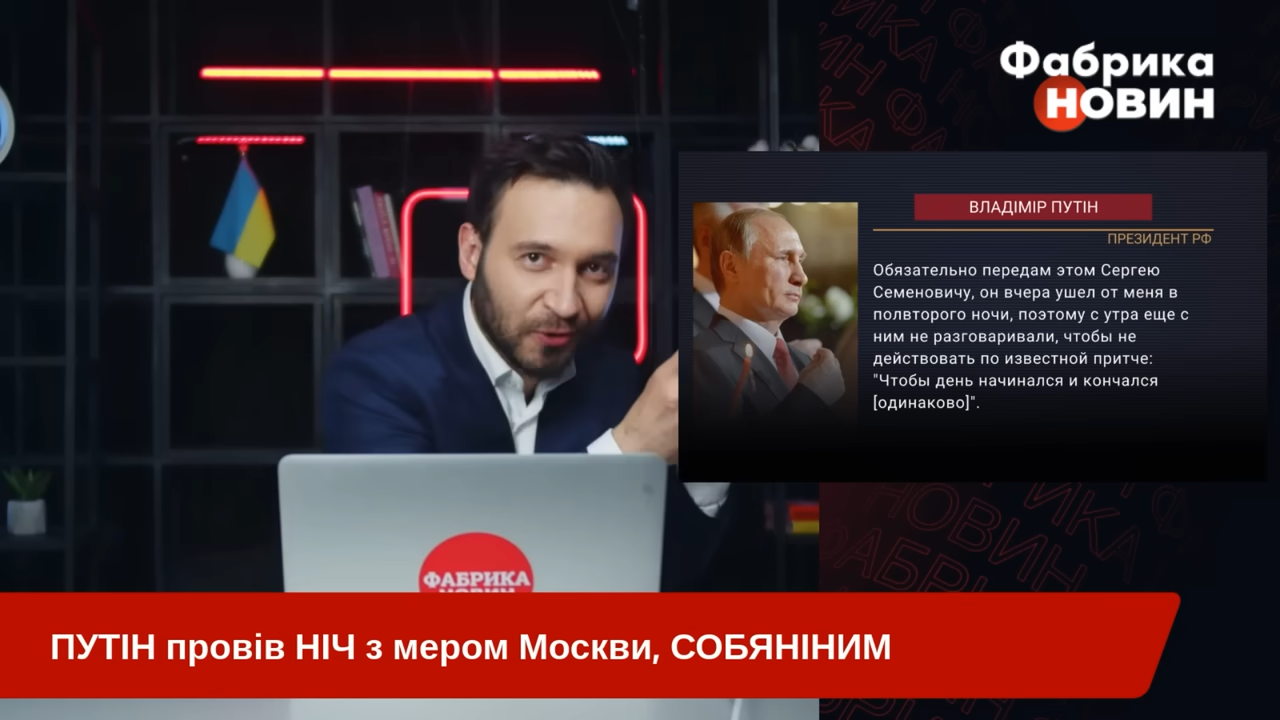 Фабрика
НОВИН
ВЛАДІМІР ПУТІН
ПРЕЗИДЕНТ РФ
Обязательно передам этом Сергею
Семеновичу, он вчера ушел от меня в
полвторого ночи, поэтому с утра еще с
ним не разговаривали, чтобы не
действовать по известной притче:
"Чтобы день начинался и кончался
[одинаково]".
ФАБРИКА
НОВИН
ПУТІН провів НІЧ з мером Москви, СОБЯНІНИМ